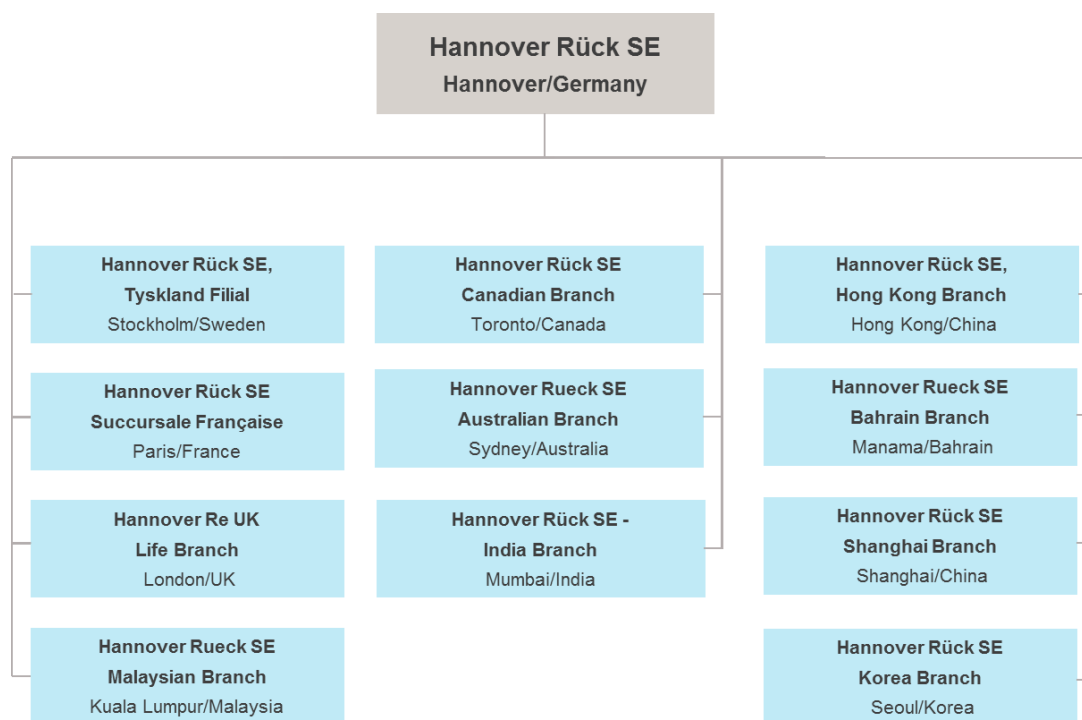 Hannover Rück SE
Hannover/Germany
Hannover Rück SE,
Tyskland Filial
Stockholm/Sweden
Hannover Rück SE
Succursale Française
Paris/France
Hannover Re UK
Life Branch
London/UK
Hannover Rueck SE
Malaysian Branch
Kuala Lumpur/Malaysia
Hannover Rück SE
Canadian Branch
Toronto/Canada
Hannover Rueck SE
Australian Branch
Sydney/Australia
Hannover Rück SE -
India Branch
Mumbai/India
Hannover Rück SE,
Hong Kong Branch
Hong Kong/China
Hannover Rueck SE
Bahrain Branch
Manama/Bahrain
Hannover Rück SE
Shanghai Branch
Shanghai/China
Hannover Rück SE
Korea Branch
Seoul/Korea